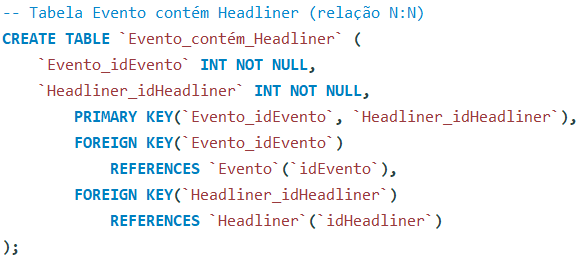 -- Tabela Evento contém Headliner (relação N:N)
CREATE TABLE `Evento_contém_Headliner` (
    `Evento_idEvento` INT NOT NULL,
    `Headliner_idHeadliner` INT NOT NULL,
        PRIMARY KEY(`Evento_idEvento`, `Headliner_idHeadliner`),
        FOREIGN KEY(`Evento_idEvento`)
            REFERENCES `Evento`(`idEvento`),
        FOREIGN KEY(`Headliner_idHeadliner`)
            REFERENCES `Headliner`(`idHeadliner`)
);